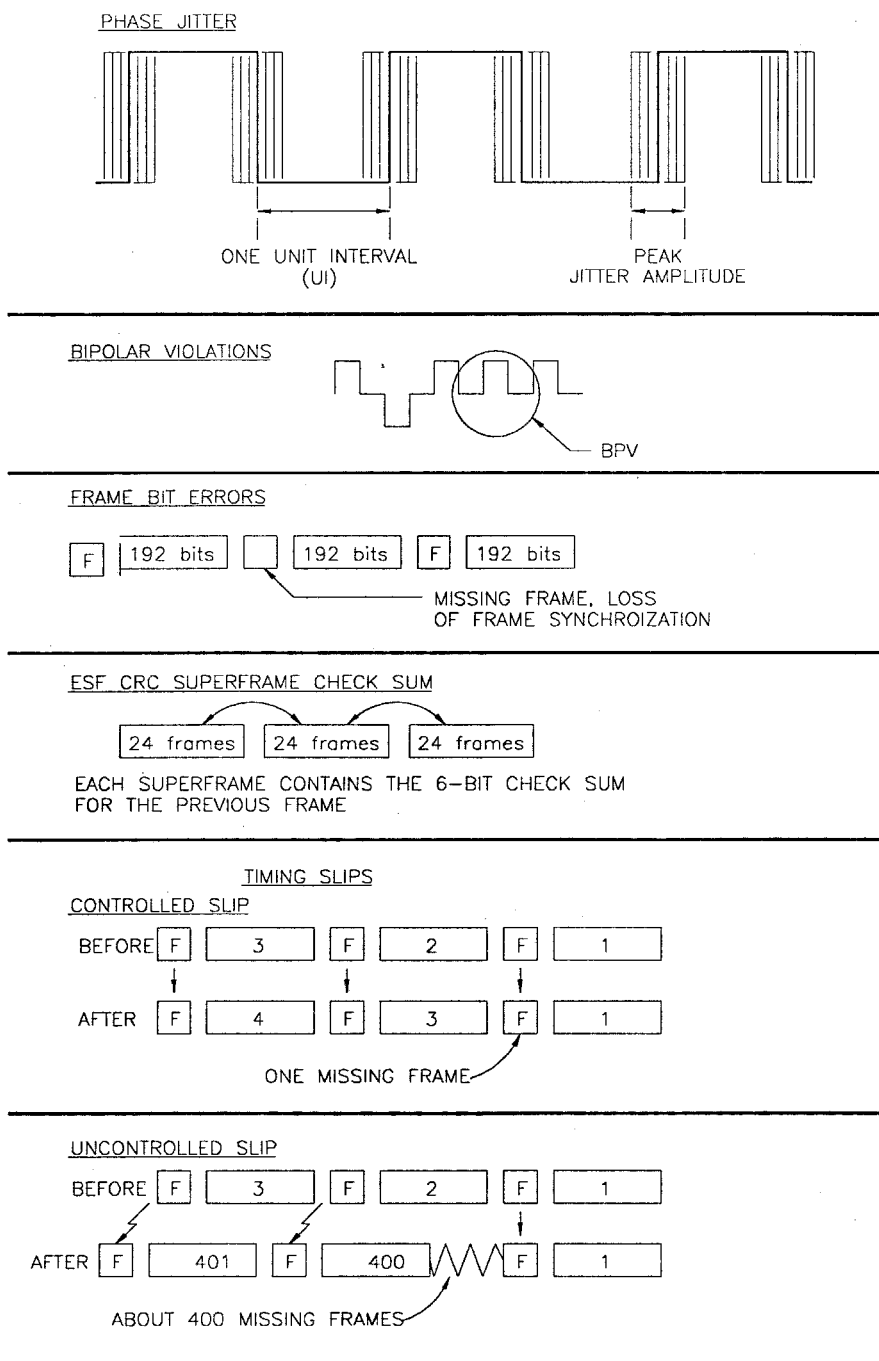 PHASE JITTER
ONE UNIT INTERVAL
(UI)
PEAK
JITTER AMPLITUDE
BIPOLAR VIOLATIONS
BPV
FRAME BIT ERRORS
F 192 bits 192 bits F 192 bits
MISSING FRAME, LOSS
OF FRAME SYNCHROIZATION
ESF CRC SUPERFRAME CHECK SUM
24 frames 24 frames 24 frames
EACH SUPERFRAME CONTAINS THE 6-BIT CHECK SUM
FOR THE PREVIOUS FRAME
TIMING SLIPS
CONTROLLED SLIP
BEFORE F 3 F 2 F 1
AFTER F 4 F 3 F 1
ONE MISSING FRAME
UNCONTROLLED SLIP
BEFORE F 3 F 2 F 1
AFTER F 401 F 400 F 1
ABOUT 400 MISSING FRAMES